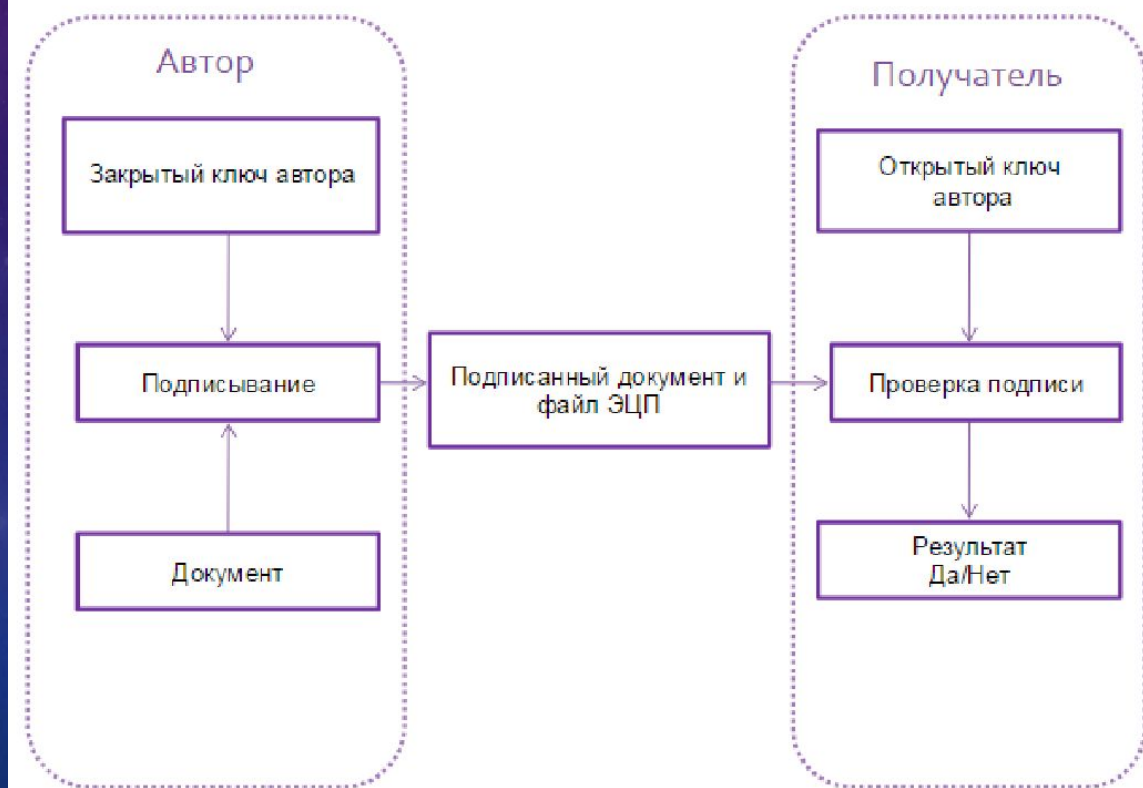 Автор
Закрытый ключ автора
Подписывание
Документ
Подписанный документ и
файл ЭЦП
Получатель
Открытый ключ
автора
Проверка подписи
Результат
Да/Нет